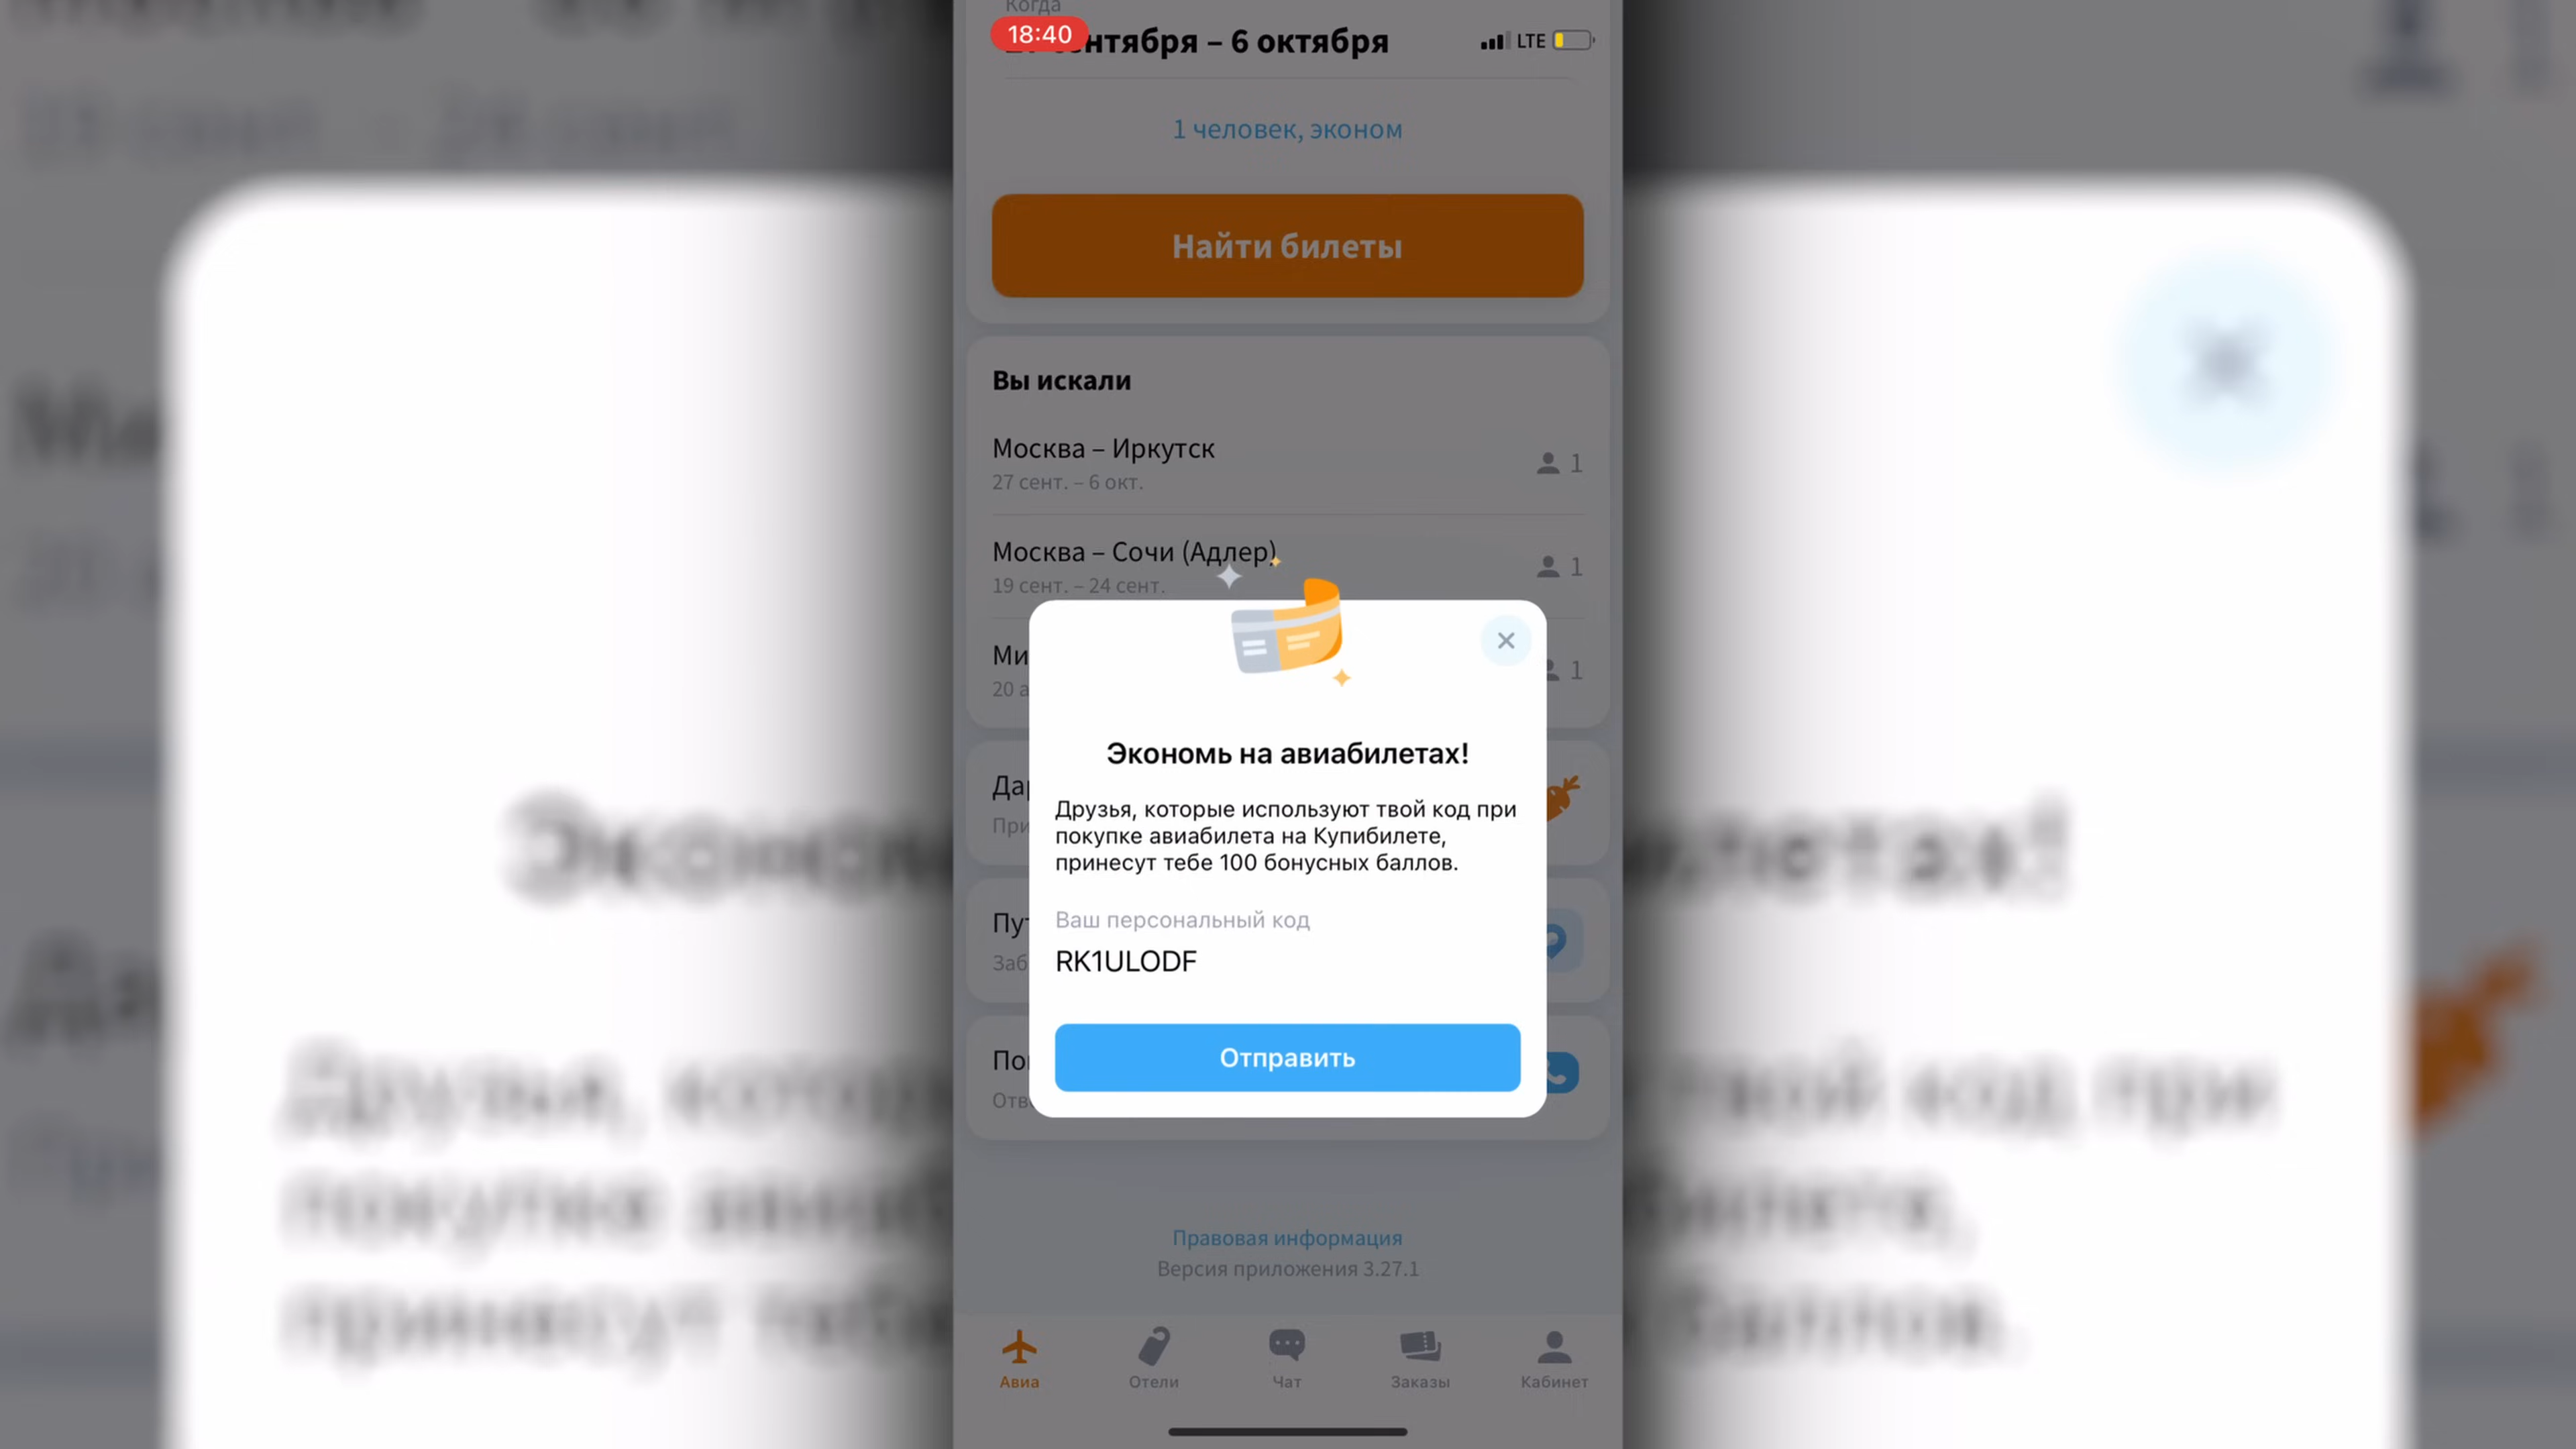 Когда
18:40
нтября – 6 октября
LTE
1 человек, эконом
Найти билеты
Вы искали
Москва – Иркутск
1
27 сент. – 6 окт.
Москва – Сочи (Адлер)
1
19 сент. – 24 сент.
Ми
1
20 а
Экономь на авиабилетах!
Друзья, которые используют твой код при
покупке авиабилета на Купибилете,
принесут тебе 100 бонусных баллов.
Ваш персональный код
RK1ULODF
Отправить
Дар
При
Пут
Заб
Пом
Отве
Правовая информация
Версия приложения 3.27.1
Авиа
Отели
Чат
Заказы
Кабинет